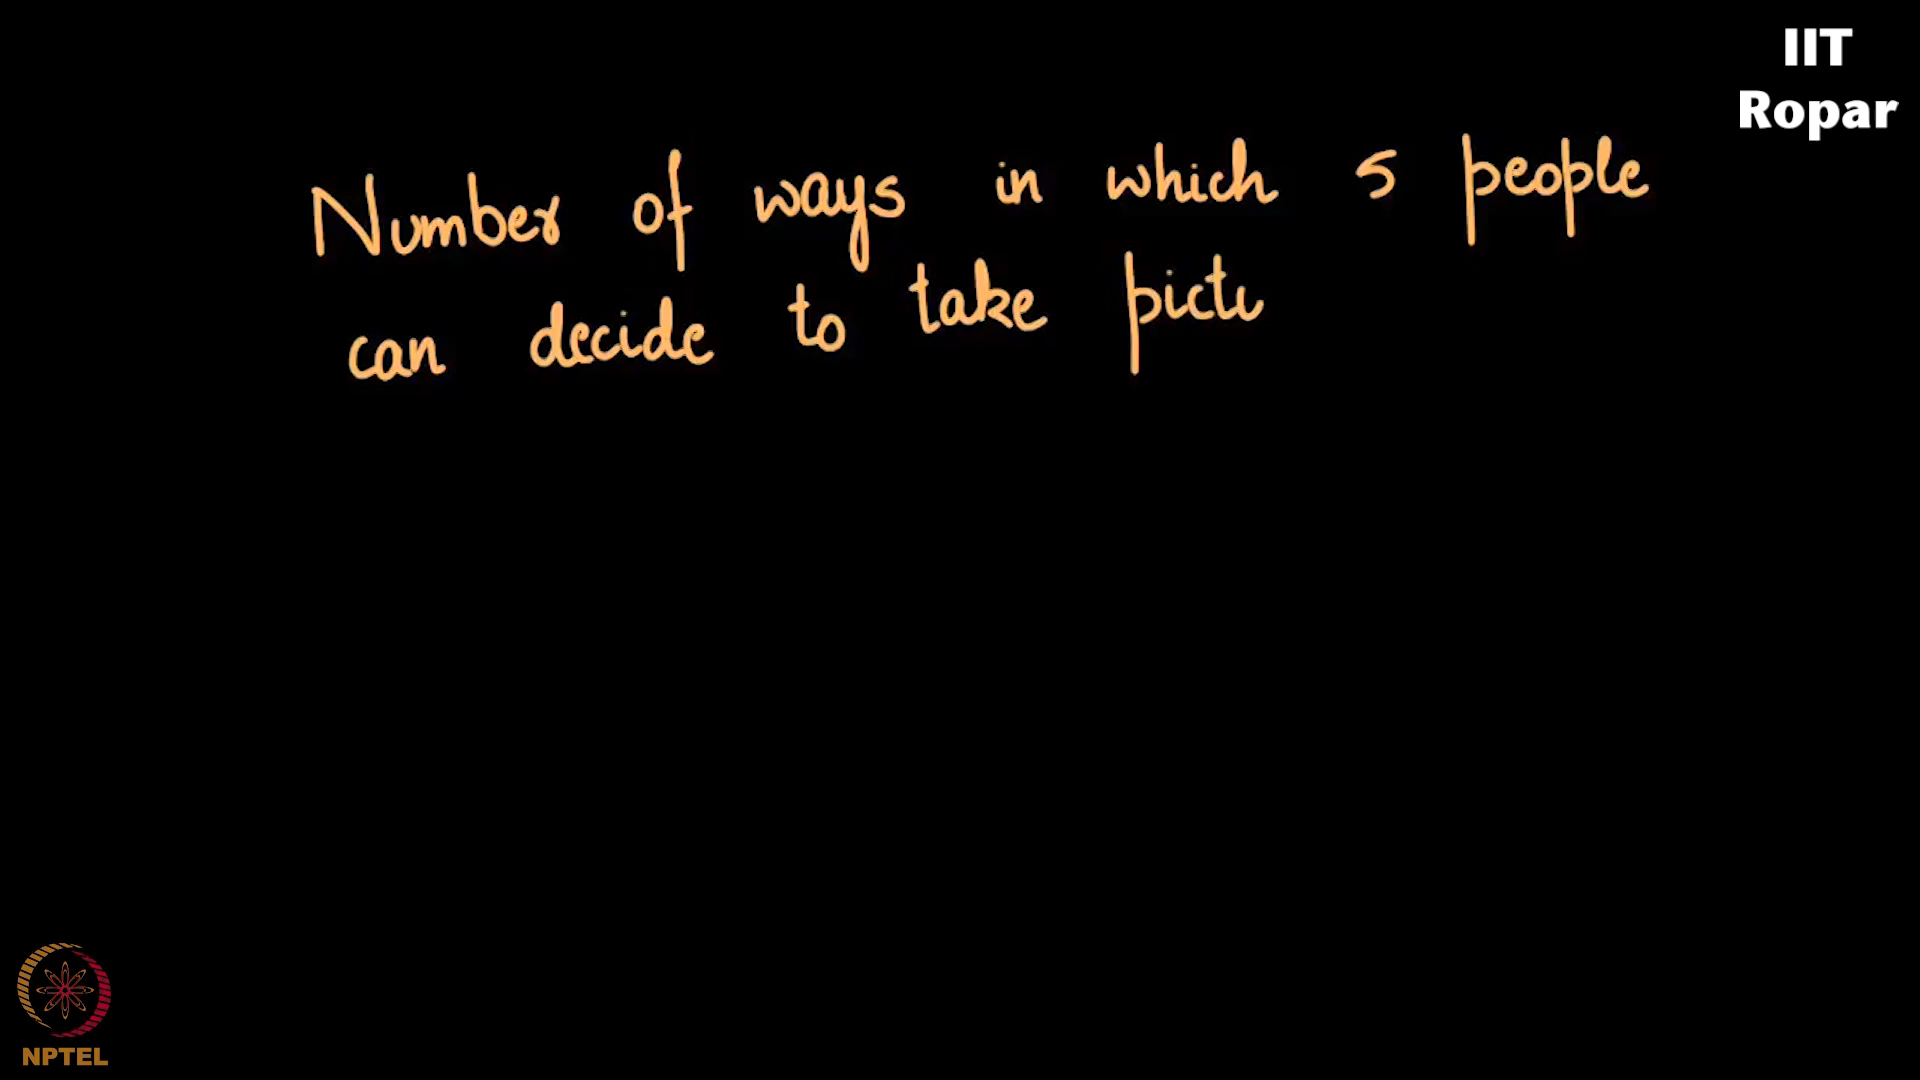 IIT
Ropar
Number of ways in which 5 people
can decide to take pictu
NPTEL